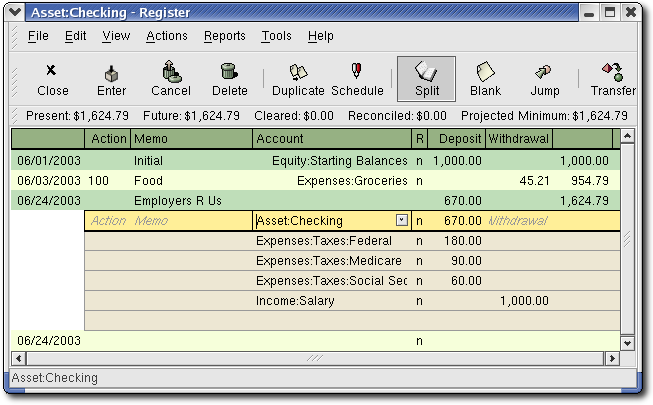 Asset:Checking - Register
File Edit View Actions Reports Tools Help
Close Enter Cancel Delete Duplicate Schedule Split Blank Jump Transfer
Present: $1,624.79 Future: $1,624.79 Cleared: $0.00 Reconciled: $0.00 Projected Minimum: $1,624.79
Action Memo Account R Deposit Withdrawal
06/01/2003 Initial Equity:Starting Balances n 1,000.00 1,000.00
06/03/2003 100 Food Expenses:Groceries n 45.21 954.79
06/24/2003 Employers R Us 670.00 1,624.79
Action Memo Asset:Checking n 670.00 Withdrawal
Expenses:Taxes:Federal n 180.00
Expenses:Taxes:Medicare n 90.00
Expenses:Taxes:Social Sec n 60.00
Income:Salary n 1,000.00
06/24/2003 n
Asset:Checking